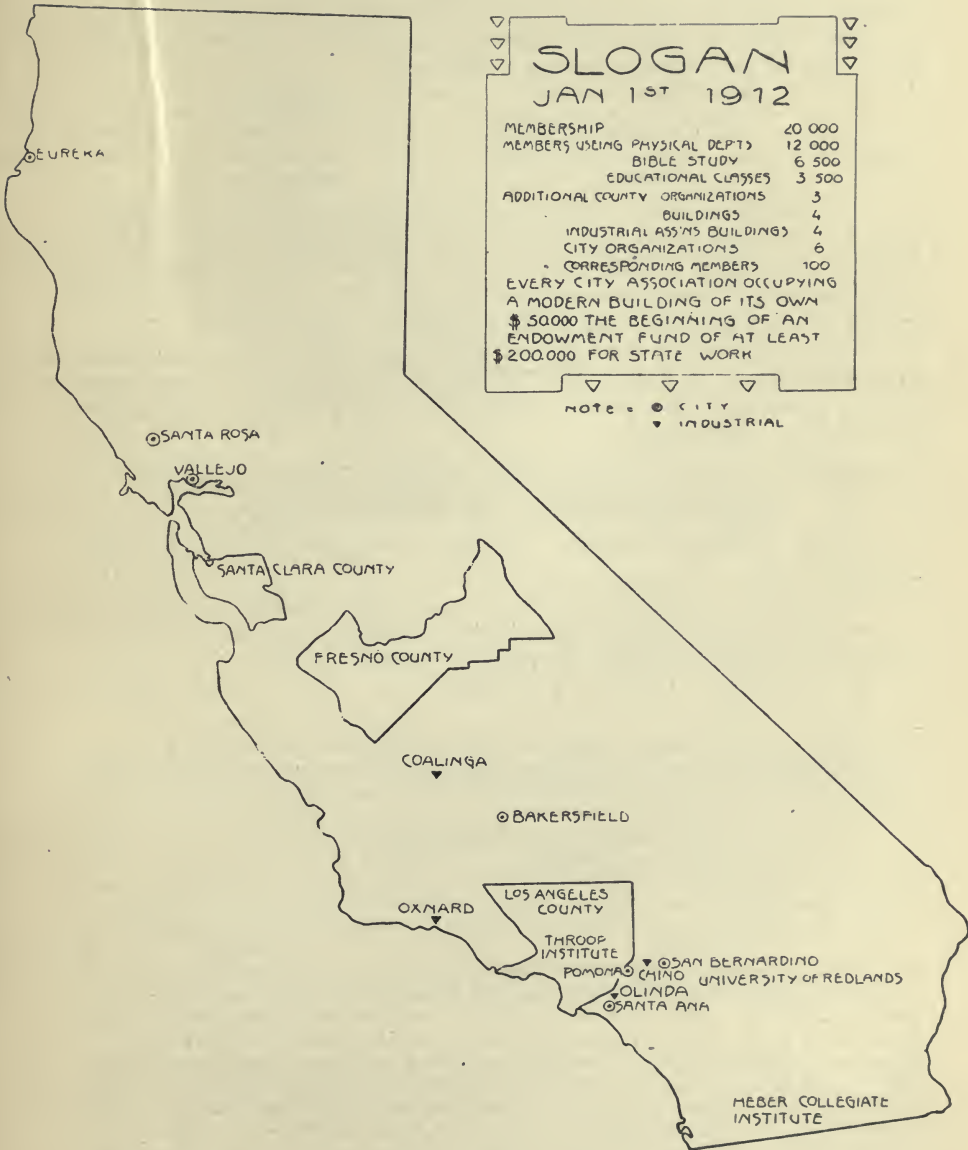 SLOGAN
JAN 1ST 1912
MEMBERSHIP 20 000
MEMBERS USEING PHYSICAL DEPTS 12 000
BIBLE STUDY 6 500
EDUCATIONAL CLASSES 3 500
ADDITIONAL COUNTY ORGANIZATIONS 3
BUILDINGS 4
INDUSTRIAL ASS'NS BUILDINGS 4
CITY ORGANIZATIONS 6
CORRESPONDING MEMBERS 100
EVERY CITY ASSOCIATION OCCUPYING
A MODERN BUILDING OF ITS OWN
$50.000 THE BEGINNING OF AN
ENDOWMENT FUND OF AT LEAST
$200.000 FOR STATE WORK
NOTE = CITY
INDUSTRIAL
EUREKA
SANTA ROSA
VALLEJO
SANTA CLARA COUNTY
FRESNO COUNTY
COALINGA
BAKERSFIELD
LOS ANGELES
COUNTY
OXNARD
THROOP
INSTITUTE
SAN BERNARDINO
POMONA CHINO UNIVERSITY OF REDLANDS
OLINDA
SANTA ANA
HEBER COLLEGIATE
INSTITUTE